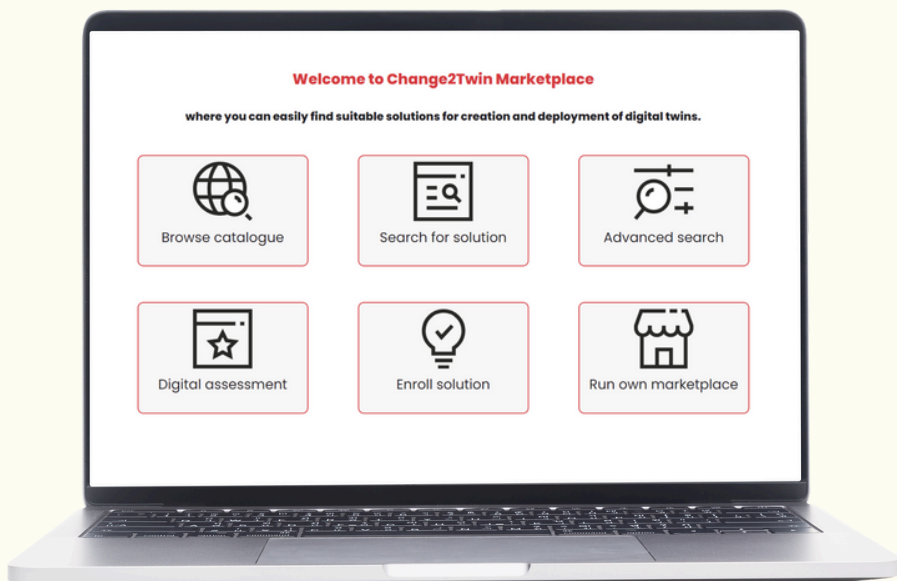 Welcome to Change2Twin Marketplace
where you can easily find suitable solutions for creation and deployment of digital twins.
Browse catalogue
Search for solution
Advanced search
Digital assessment
Enroll solution
Run own marketplace